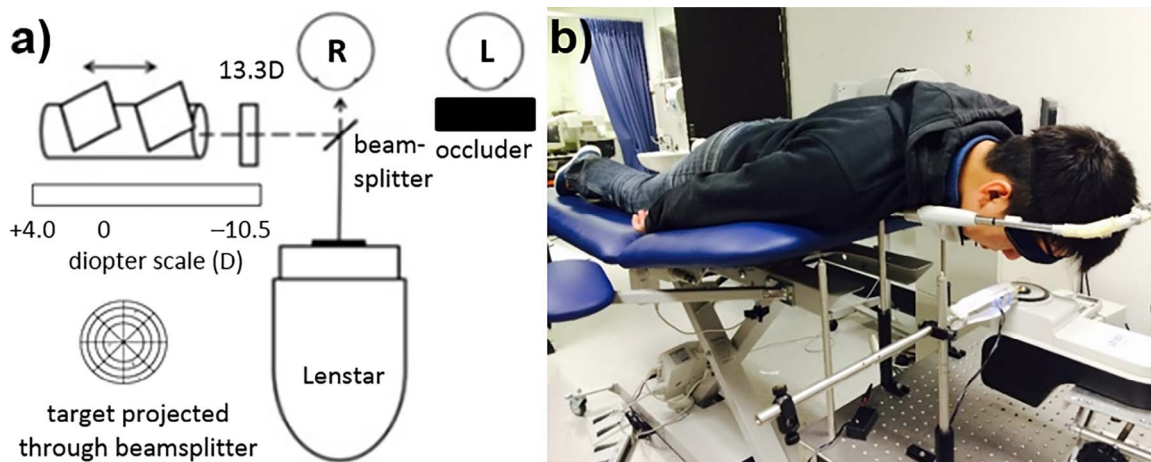 a)
13.3D
R
L
beam-
splitter
occluder
+4.0 0 −10.5
diopter scale (D)
Lenstar
target projected
through beamsplitter
b)